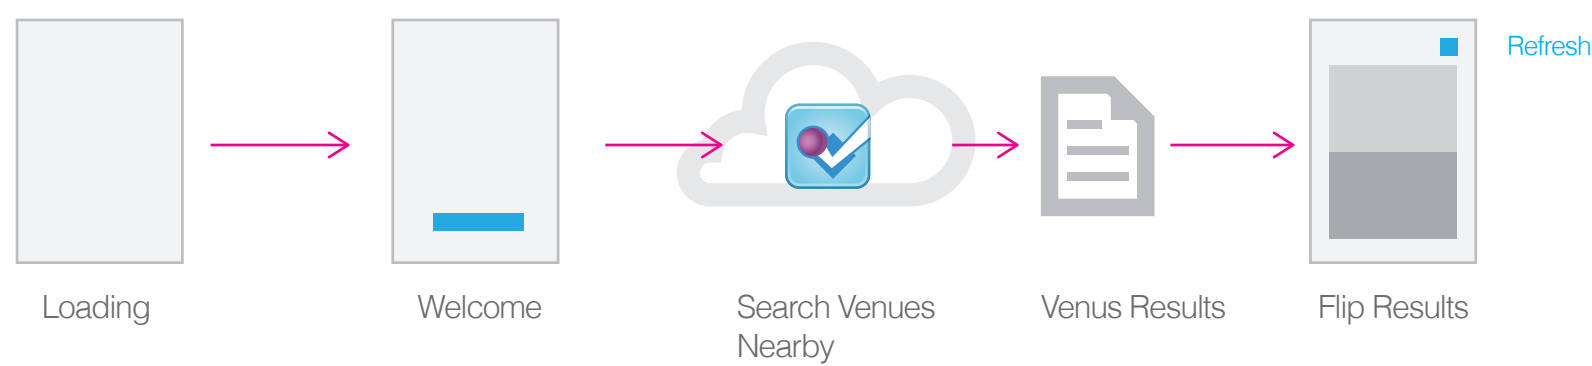 Refresh
Loading
Welcome
Search Venues
Nearby
Venus Results
Flip Results